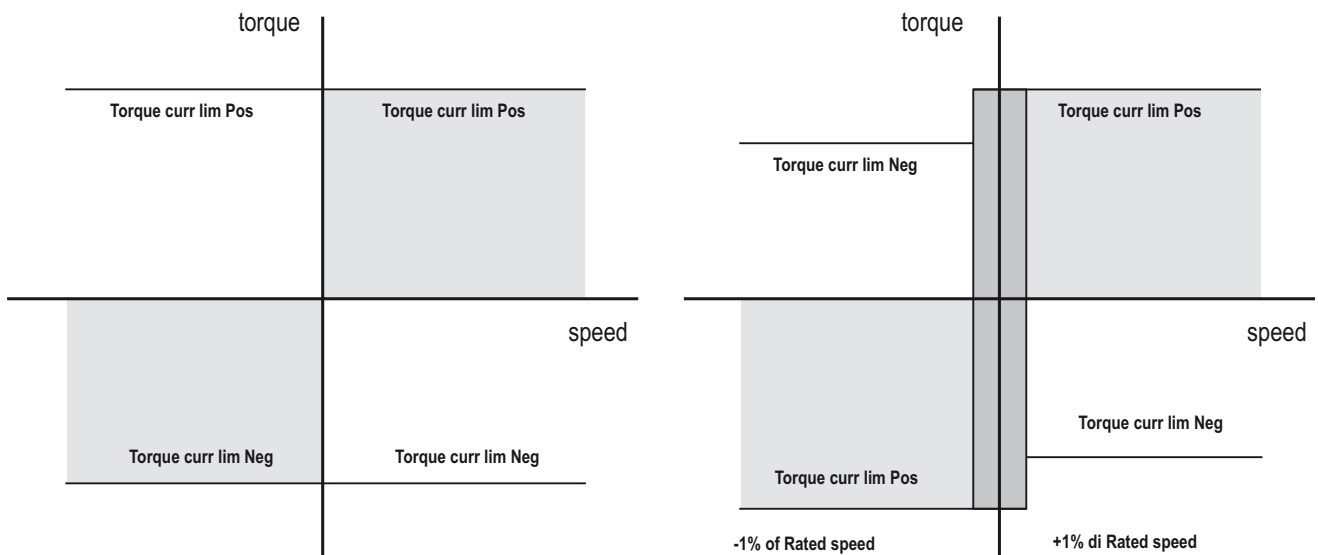 torque
Torque curr lim Pos
Torque curr lim Pos
speed
Torque curr lim Neg
Torque curr lim Neg
torque
Torque curr lim Pos
Torque curr lim Neg
speed
Torque curr lim Neg
Torque curr lim Pos
-1% of Rated speed
+1% di Rated speed